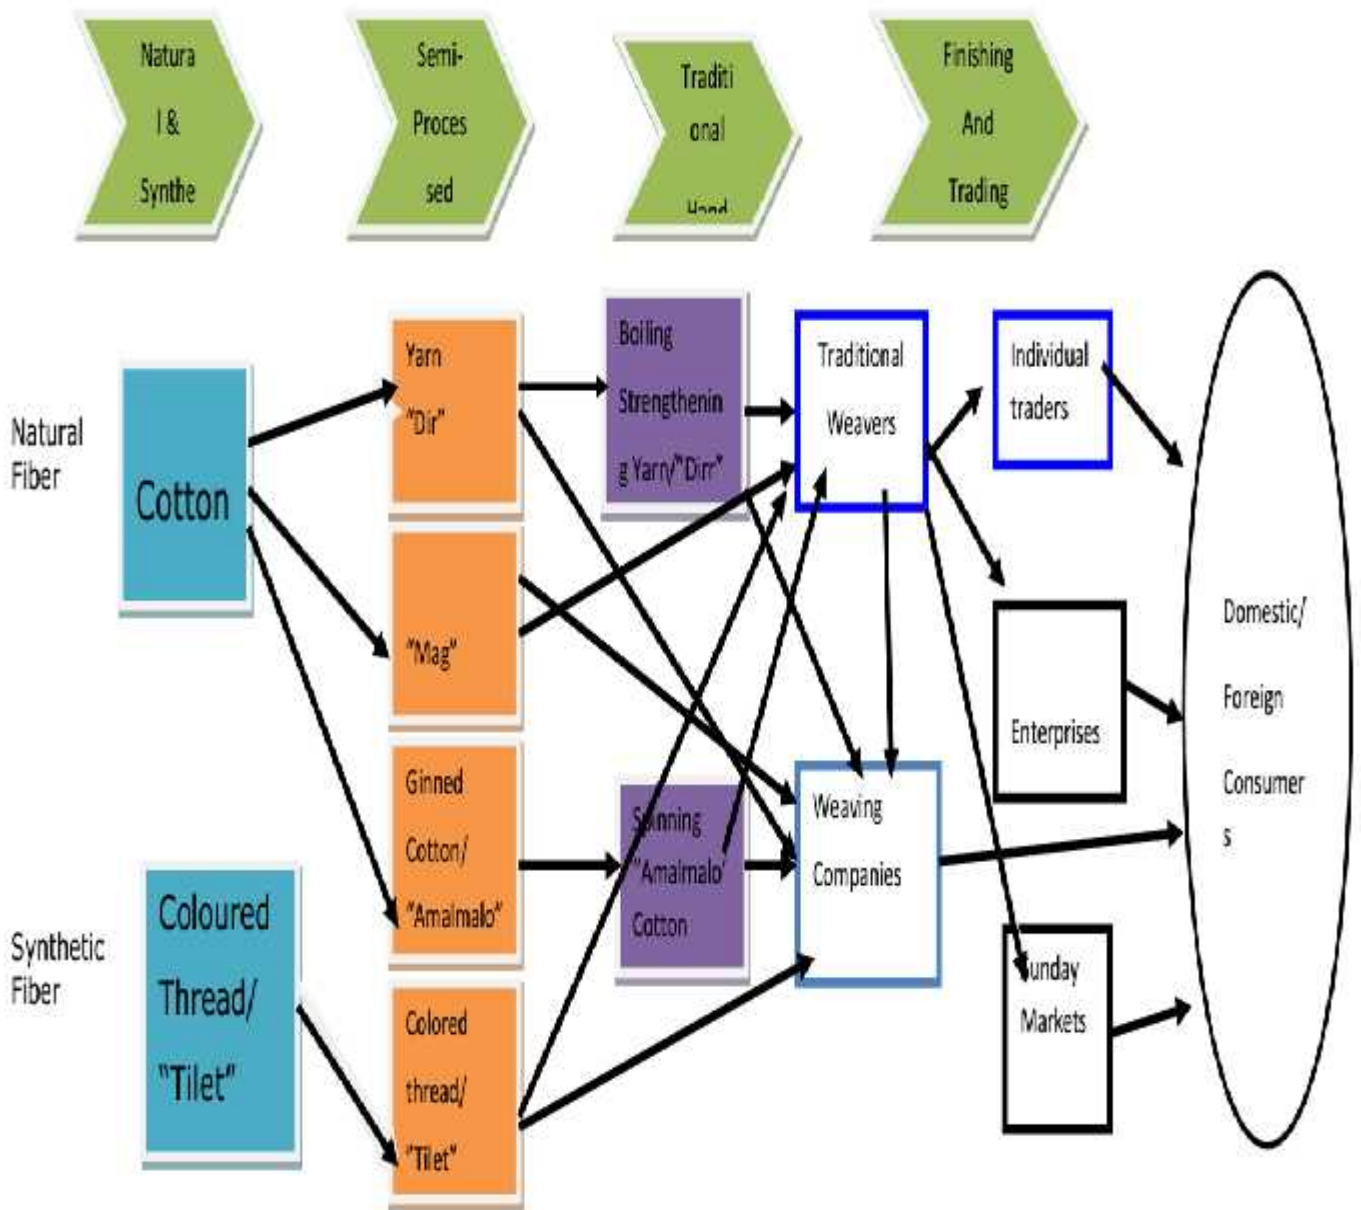 Natura
l &
Synthe
Semi-
Proces
sed
Traditi
onal
Hand
Finishing
And
Trading
Natural
Fiber
Synthetic
Fiber
Cotton
Coloured
Thread/
"Tilet"
Yarn
"Dir"
"Mag"
Ginned
Cotton/
"Amalmalo"
Colored
thread/
"Tilet"
Boiling
Strengthenin
g Yarn/"Dirr"
Spinning
"Amalmalo"
Cotton
Traditional
Weavers
Weaving
Companies
Individual
traders
Enterprises
Sunday
Markets
Domestic/
Foreign
Consumer
s